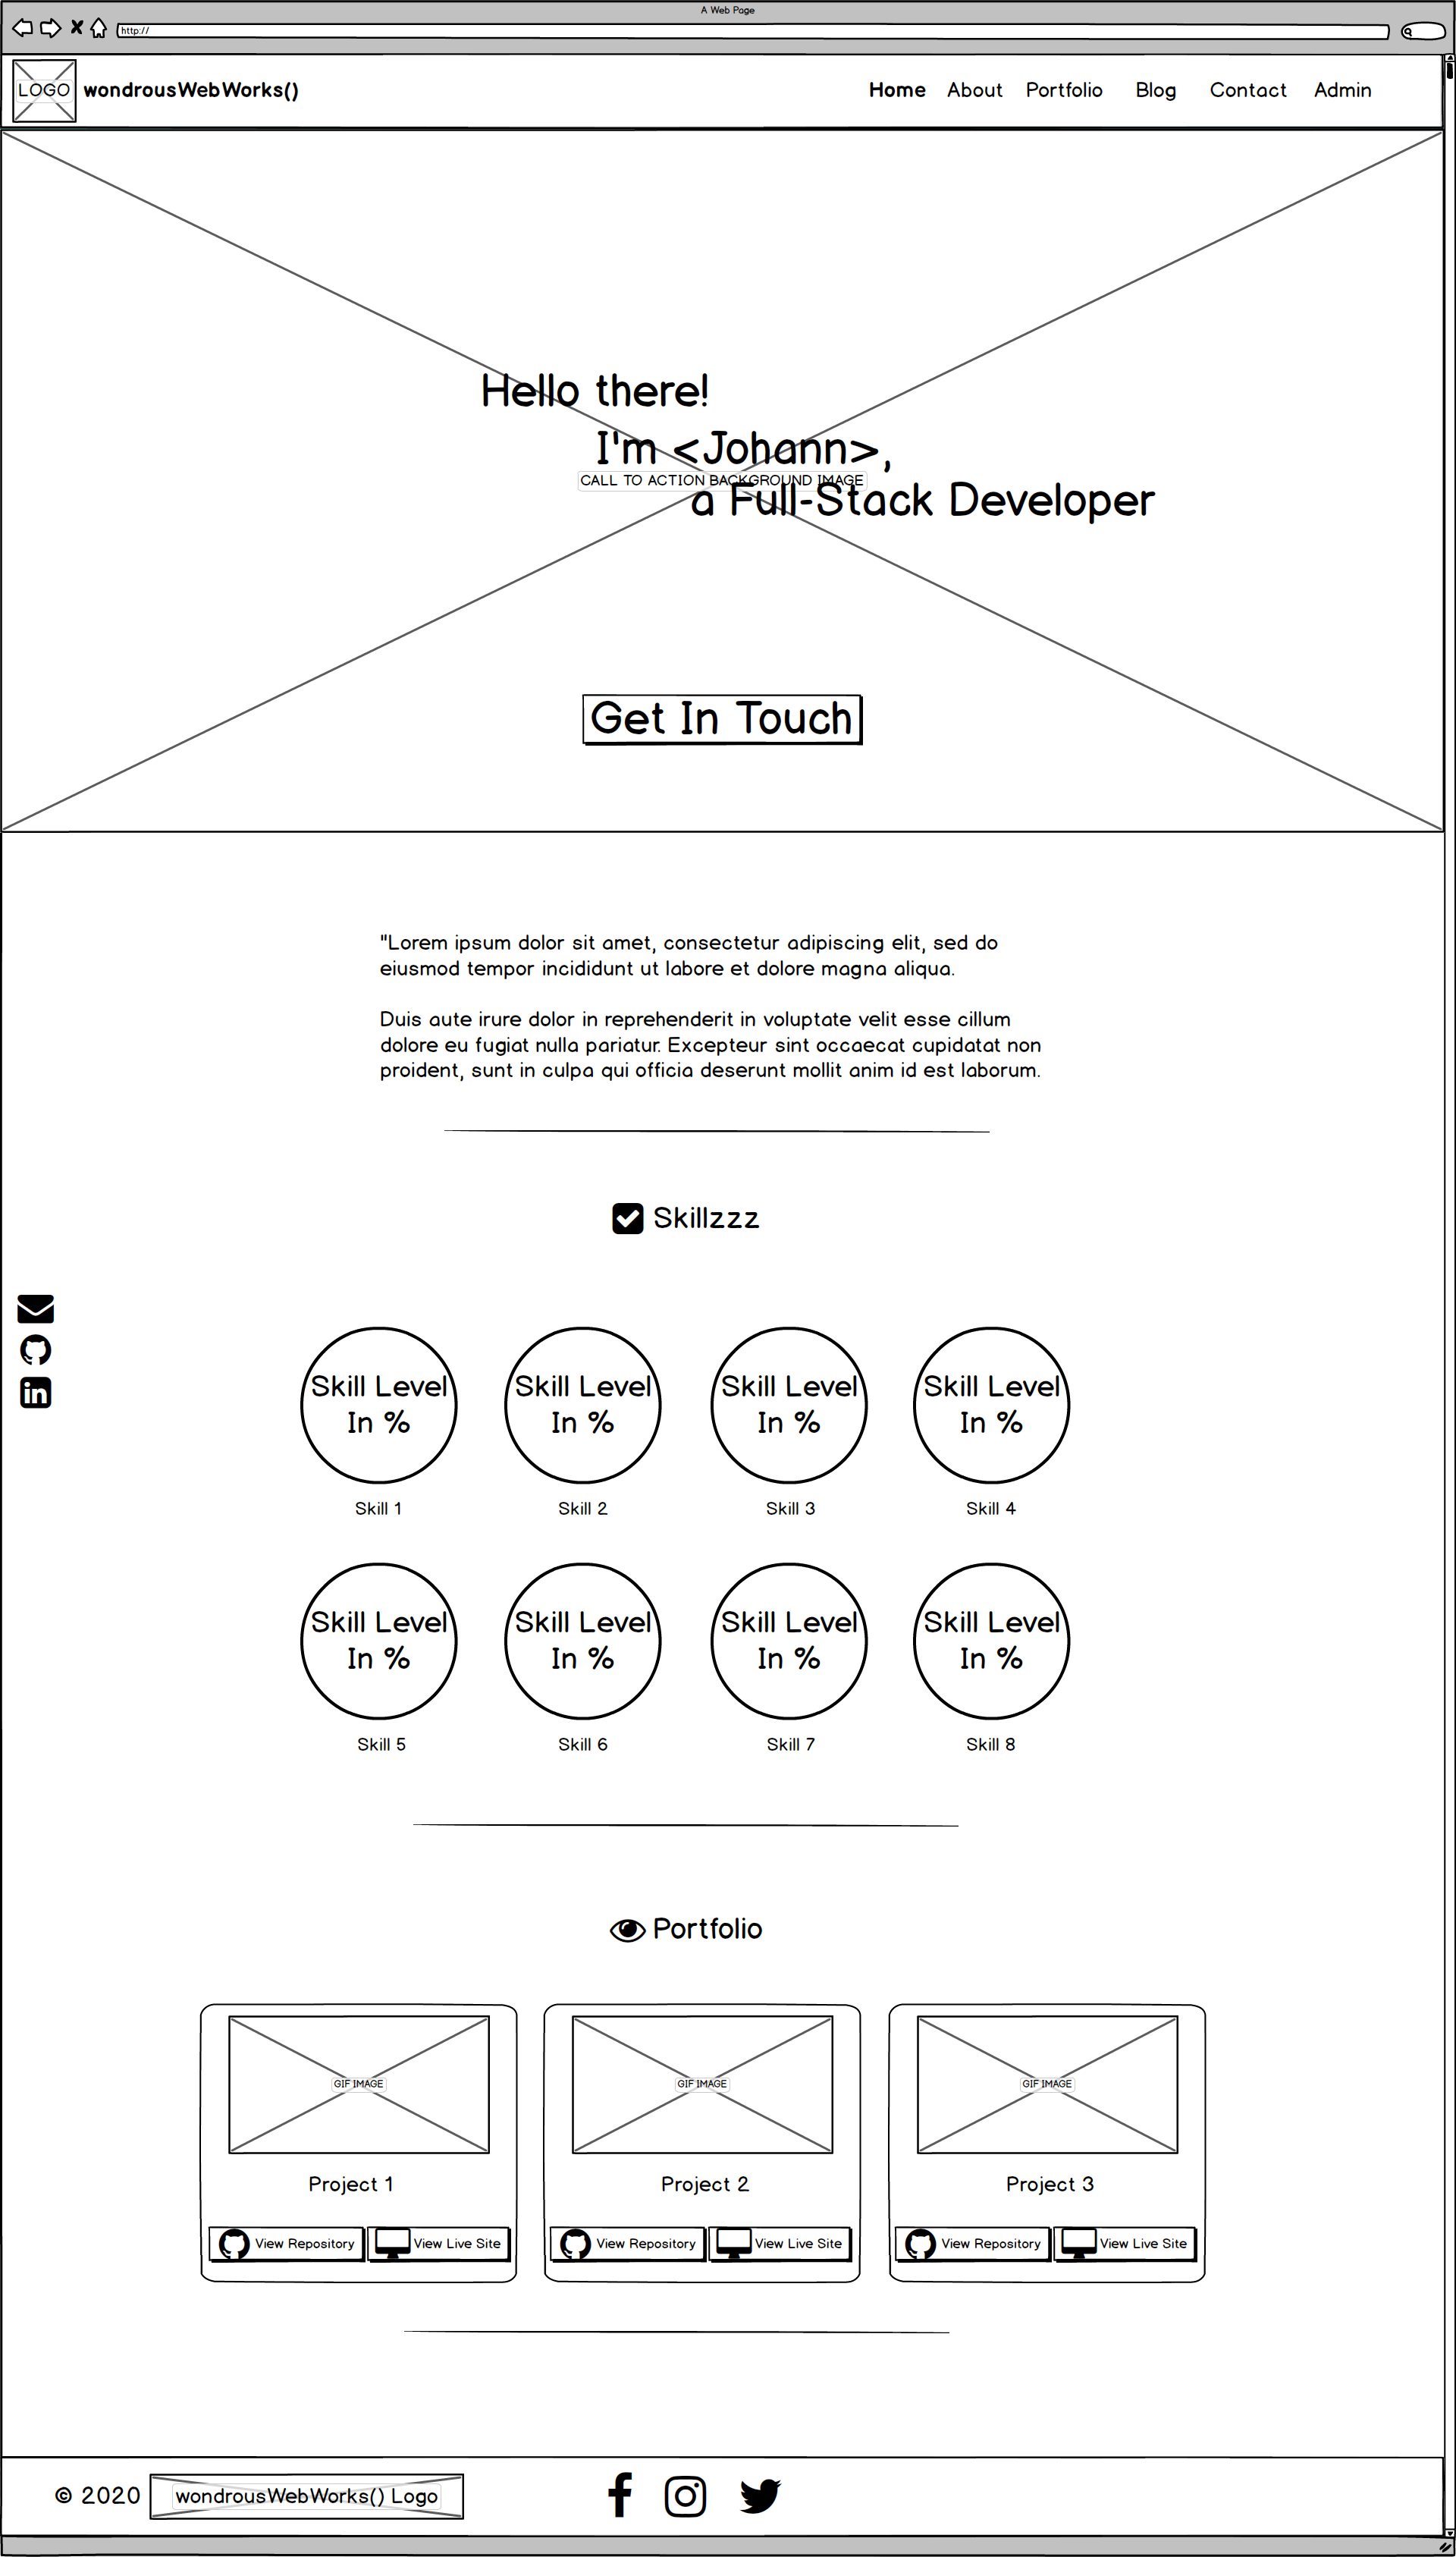 A Web Page
http://
LOGO wondrousWebWorks() Home About Portfolio Blog Contact Admin
Hello there!
I'm <Johann>,
CALL TO ACTION BACKGROUND IMAGE
a Full-Stack Developer
Get In Touch
"Lorem ipsum dolor sit amet, consectetur adipiscing elit, sed do
eiusmod tempor incididunt ut labore et dolore magna aliqua.
Duis aute irure dolor in reprehenderit in voluptate velit esse cillum
dolore eu fugiat nulla pariatur. Excepteur sint occaecat cupidatat non
proident, sunt in culpa qui officia deserunt mollit anim id est laborum.
Skillzzz
Skill Level Skill Level Skill Level Skill Level
In % In % In % In %
Skill 1 Skill 2 Skill 3 Skill 4
Skill Level Skill Level Skill Level Skill Level
In % In % In % In %
Skill 5 Skill 6 Skill 7 Skill 8
Portfolio
GIF IMAGE GIF IMAGE GIF IMAGE
Project 1 Project 2 Project 3
View Repository View Live Site View Repository View Live Site View Repository View Live Site
© 2020 wondrousWebWorks() Logo